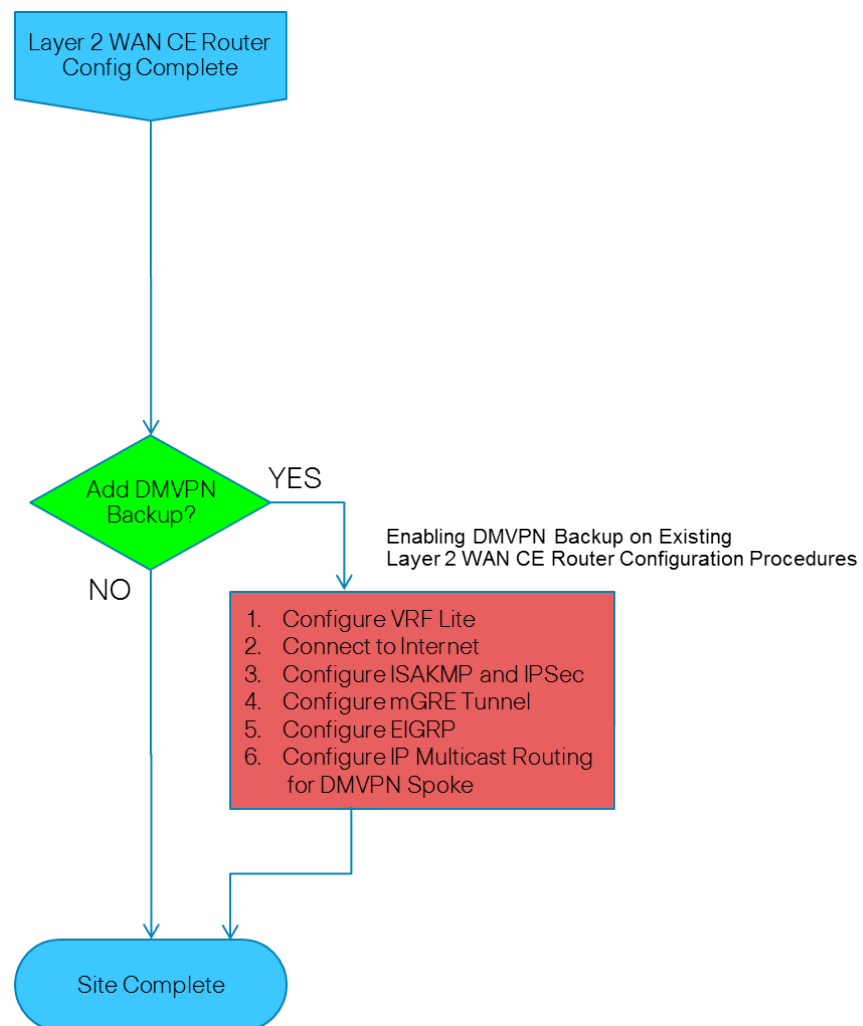 Layer 2 WAN CE Router
Config Complete
Add DMVPN
Backup?
YES
NO
Enabling DMVPN Backup on Existing
Layer 2 WAN CE Router Configuration Procedures
1. Configure VRF Lite
2. Connect to Internet
3. Configure ISAKMP and IPSec
4. Configure mGRE Tunnel
5. Configure EIGRP
6. Configure IP Multicast Routing
for DMVPN Spoke
Site Complete